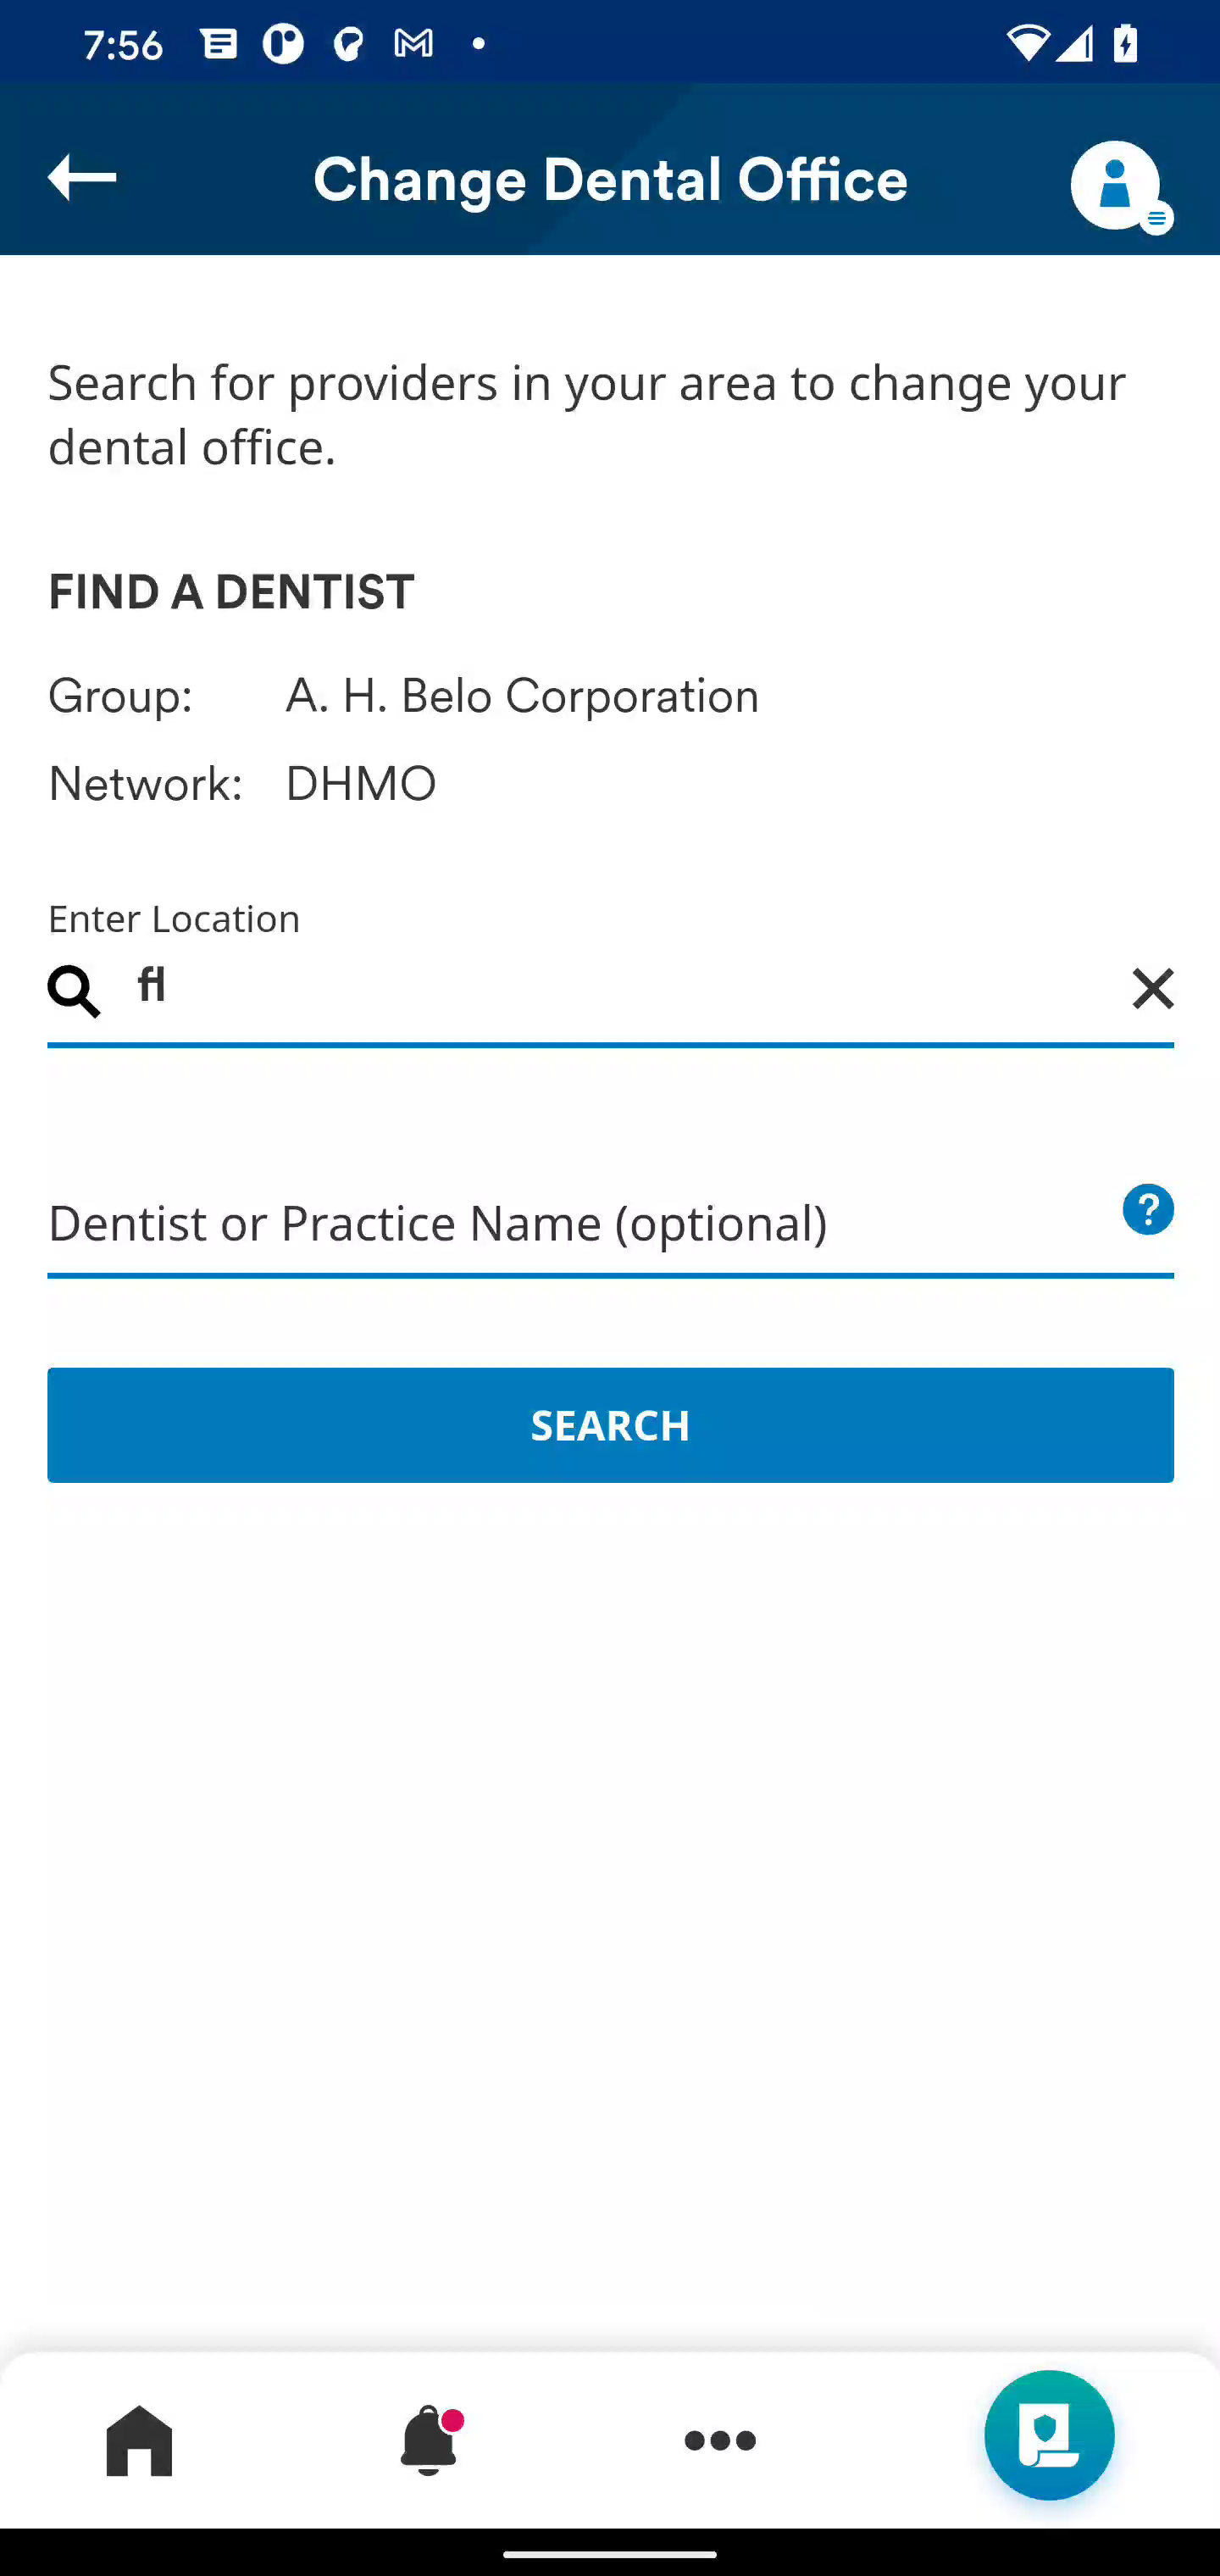 7:56
Change Dental Office
Search for providers in your area to change your
dental office.
FIND A DENTIST
Group: A. H. Belo Corporation
Network: DHMO
Enter Location
fl
Dentist or Practice Name (optional)
?
SEARCH